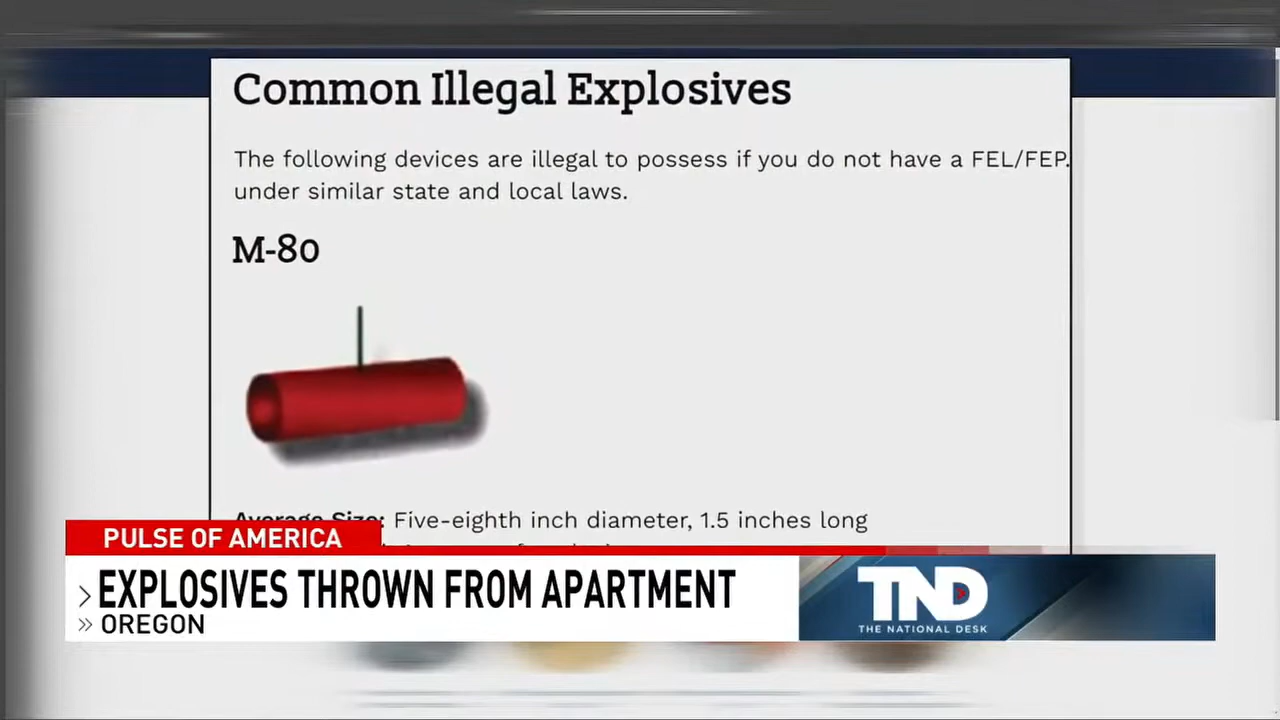 Common Illegal Explosives
The following devices are illegal to possess if you do not have a FEL/FEP.
under similar state and local laws.
M-80
Average Size: Five-eighth inch diameter, 1.5 inches long
PULSE OF AMERICA
EXPLOSIVES THROWN FROM APARTMENT
OREGON
TND
THE NATIONAL DESK